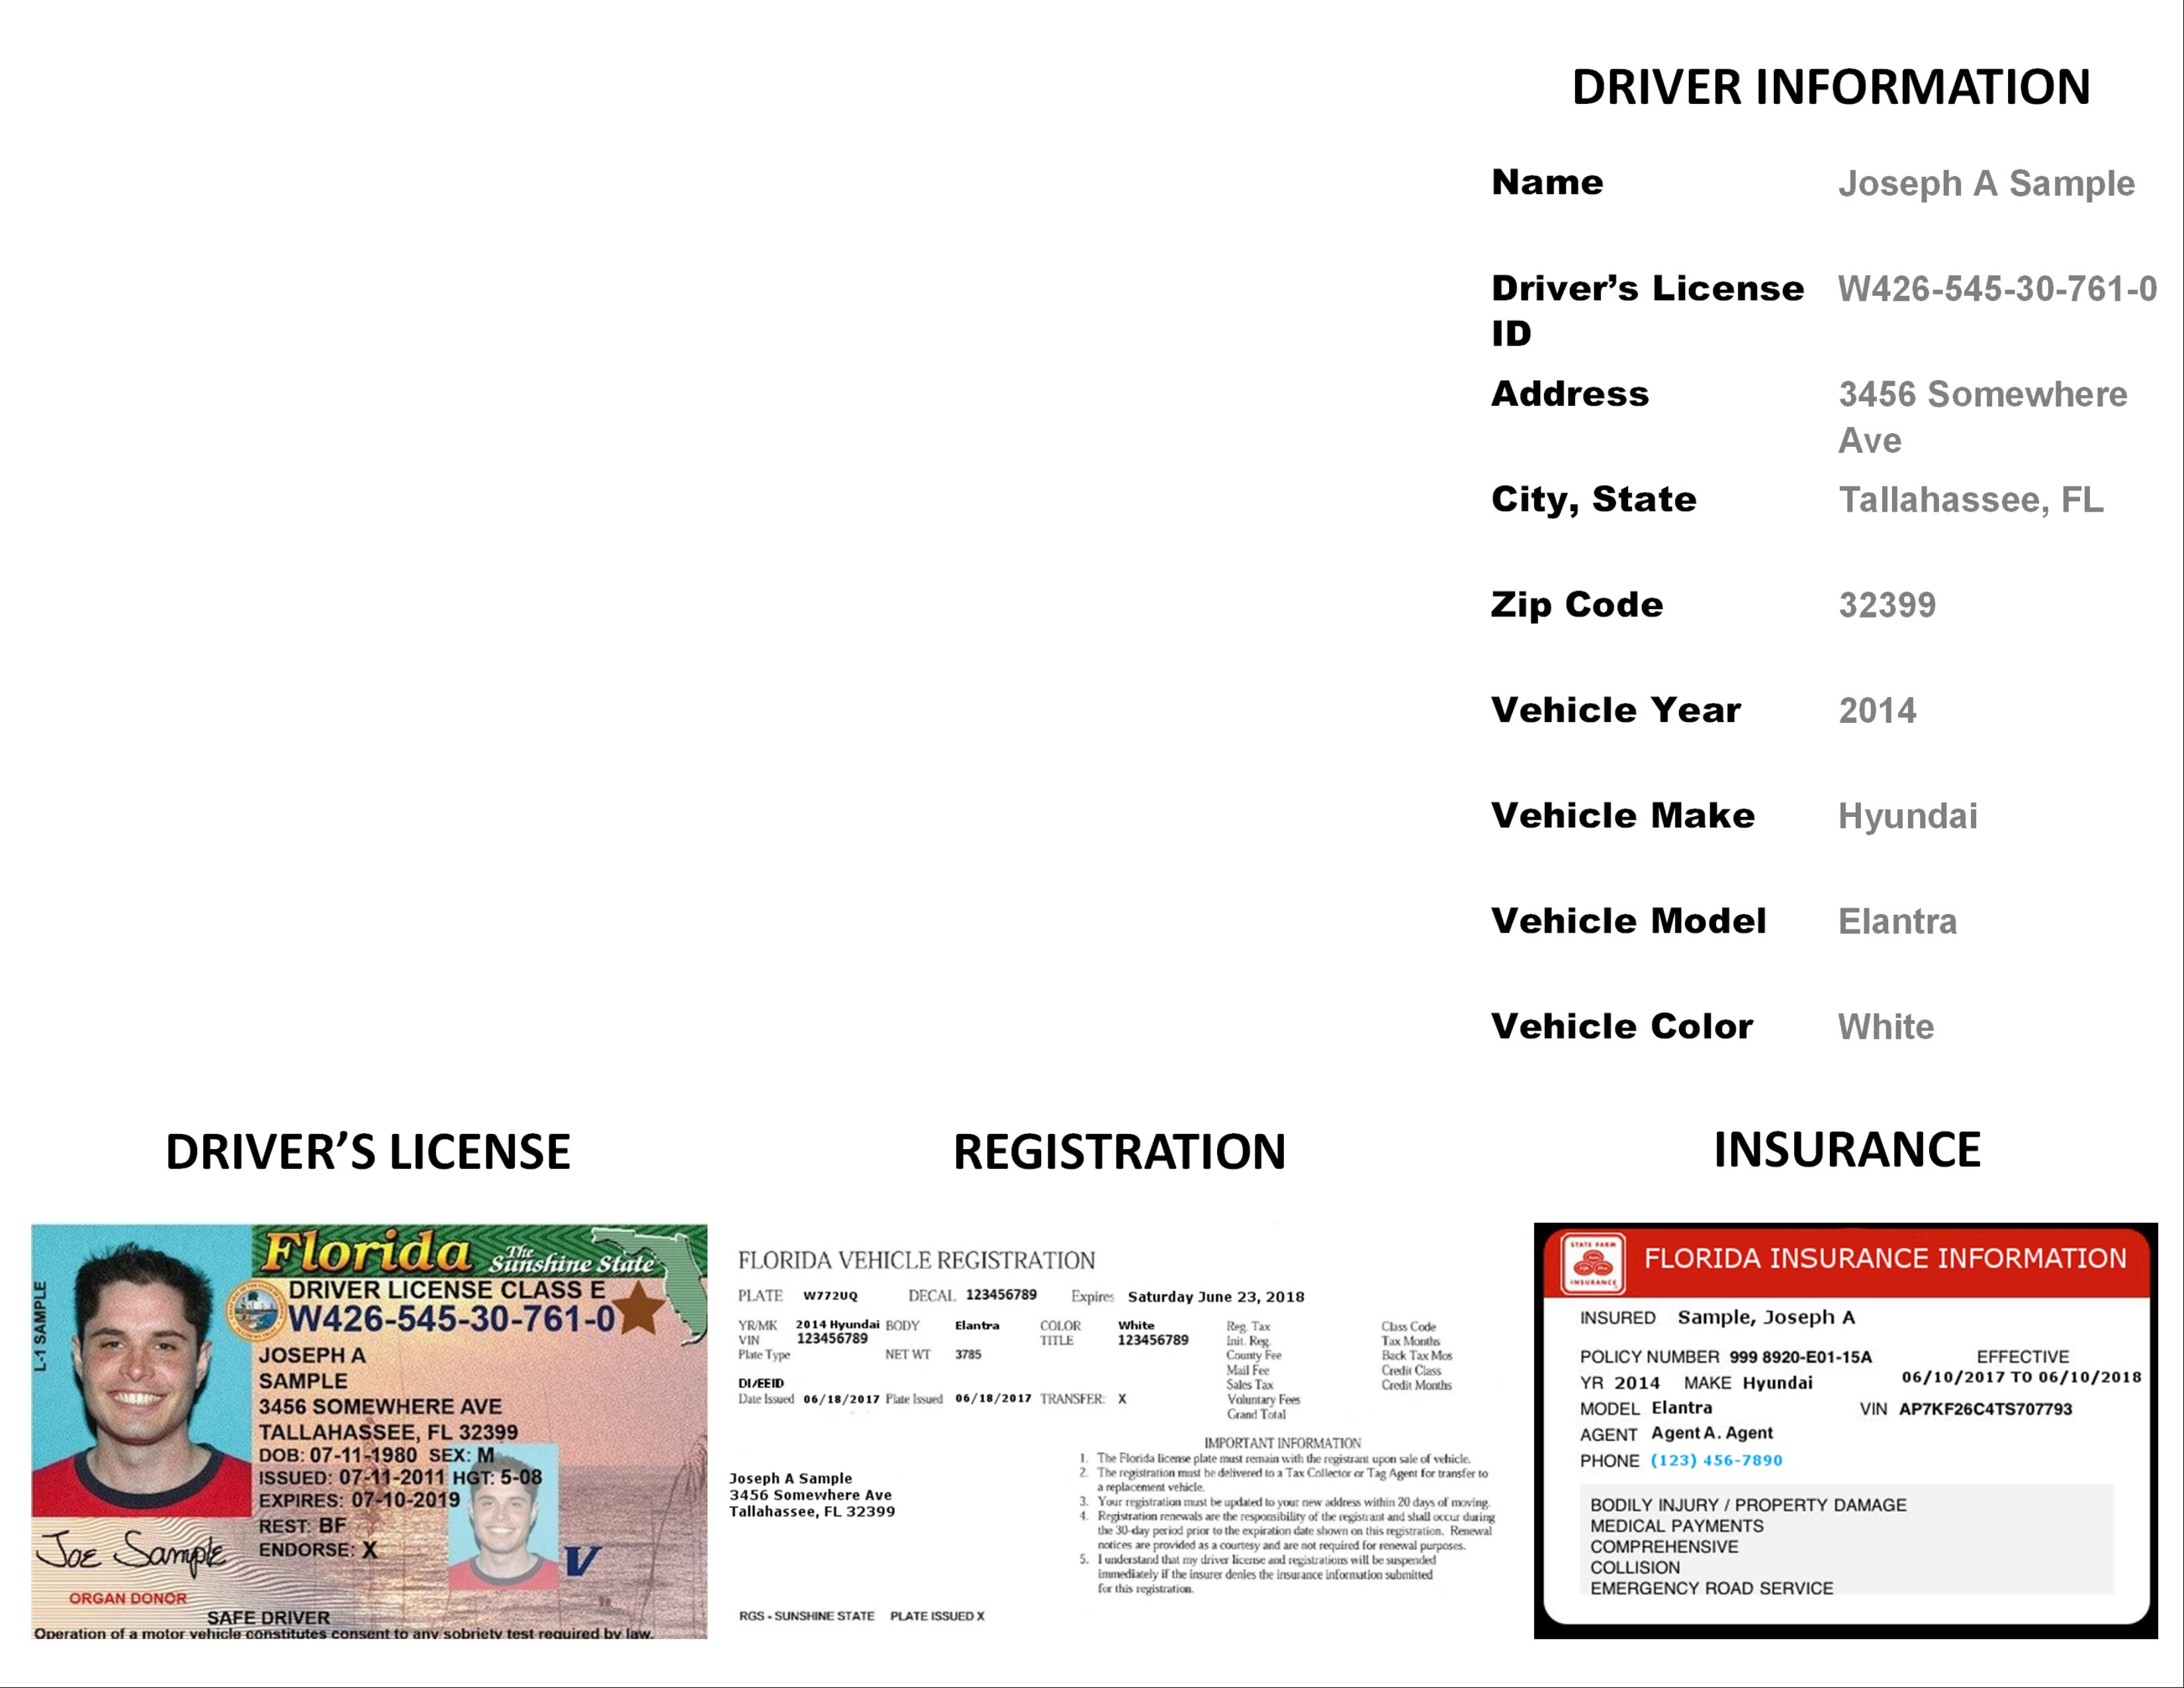 DRIVER INFORMATION
Name Joseph A Sample
Driver’s License W426-545-30-761-0
ID
Address 3456 Somewhere
Ave
City, State Tallahassee, FL
Zip Code 32399
Vehicle Year 2014
Vehicle Make Hyundai
Vehicle Model Elantra
Vehicle Color White
DRIVER’S LICENSE
L-1 SAMPLE
Florida The Sunshine State
DRIVER LICENSE CLASS E
W426-545-30-761-0
JOSEPH A
SAMPLE
3456 SOMEWHERE AVE
TALLAHASSEE, FL 32399
DOB: 07-11-1980 SEX: M
ISSUED: 07-11-2011 HGT: 5-08
EXPIRES: 07-10-2019
REST: BF
ENDORSE: X
Joe Sample
V
ORGAN DONOR
SAFE DRIVER
Operation of a motor vehicle constitutes consent to any sobriety test required by law.
REGISTRATION
FLORIDA VEHICLE REGISTRATION
PLATE W772UQ DECAL 123456789 Expires Saturday June 23, 2018
YR/MK 2014 Hyundai BODY Elantra COLOR White Reg. Tax Class Code
VIN 123456789 TITLE 123456789 Init. Reg. Tax Months
Plate Type NET WT 3785 County Fee Back Tax Mos
Mail Fee Credit Class
DI/EEID Sales Tax Credit Months
Date Issued 06/18/2017 Plate Issued 06/18/2017 TRANSFER: X Voluntary Fees
Grand Total
IMPORTANT INFORMATION
1. The Florida license plate must remain with the registrant upon sale of vehicle.
2. The registration must be delivered to a Tax Collector or Tag Agent for transfer to
a replacement vehicle.
3. Your registration must be updated to your new address within 20 days of moving.
4. Registration renewals are the responsibility of the registrant and shall occur during
the 30-day period prior to the expiration date shown on this registration. Renewal
notices are provided as a courtesy and are not required for renewal purposes.
5. I understand that my driver license and registrations will be suspended
immediately if the insurer denies the insurance information submitted
for this registration.
Joseph A Sample
3456 Somewhere Ave
Tallahassee, FL 32399
RGS - SUNSHINE STATE PLATE ISSUED X
INSURANCE
STATE FARM
INSURANCE
FLORIDA INSURANCE INFORMATION
INSURED Sample, Joseph A
POLICY NUMBER 999 8920-E01-15A EFFECTIVE
YR 2014 MAKE Hyundai 06/10/2017 TO 06/10/2018
MODEL Elantra VIN AP7KF26C4TS707793
AGENT Agent A. Agent
PHONE (123) 456-7890
BODILY INJURY / PROPERTY DAMAGE
MEDICAL PAYMENTS
COMPREHENSIVE
COLLISION
EMERGENCY ROAD SERVICE